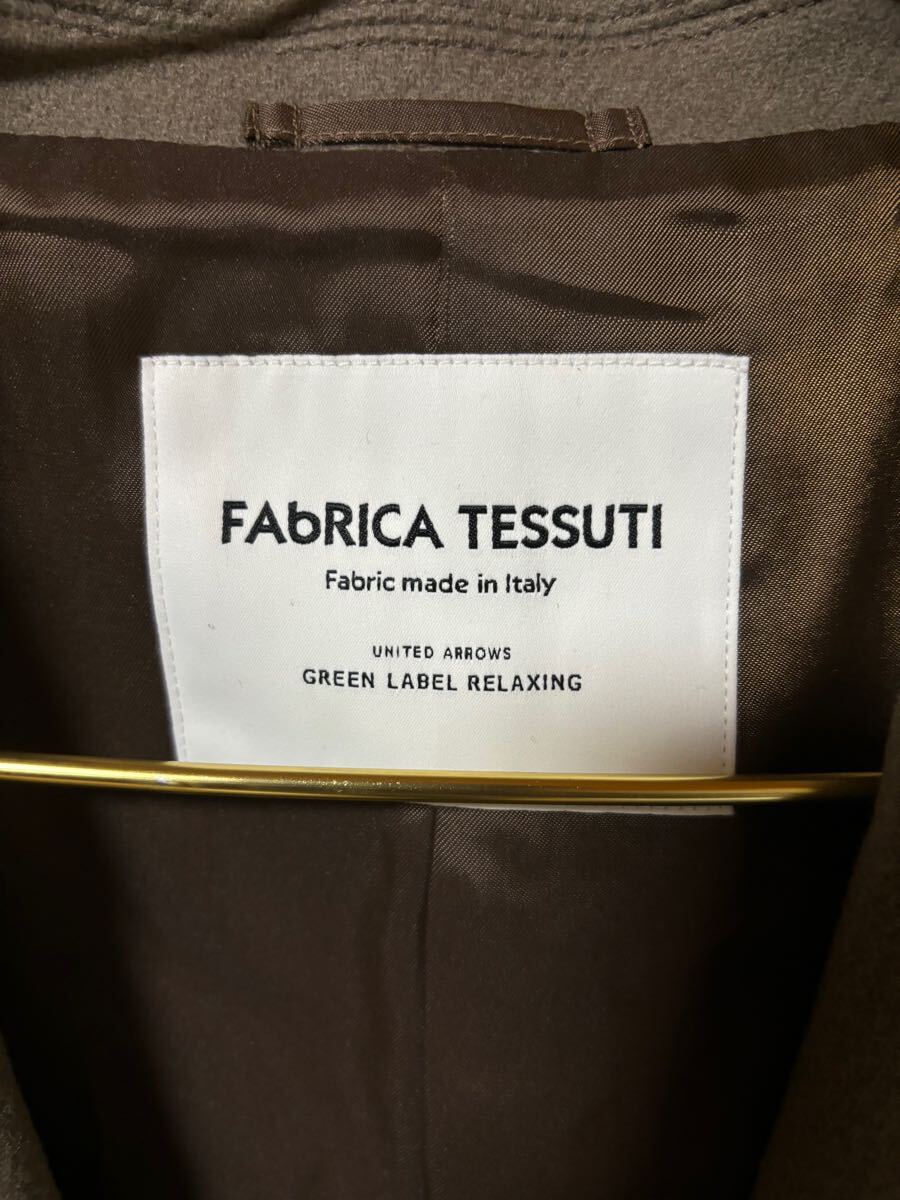 FAbRICA TESSUTI
Fabric made in Italy
UNITED ARROWS
GREEN LABEL RELAXING